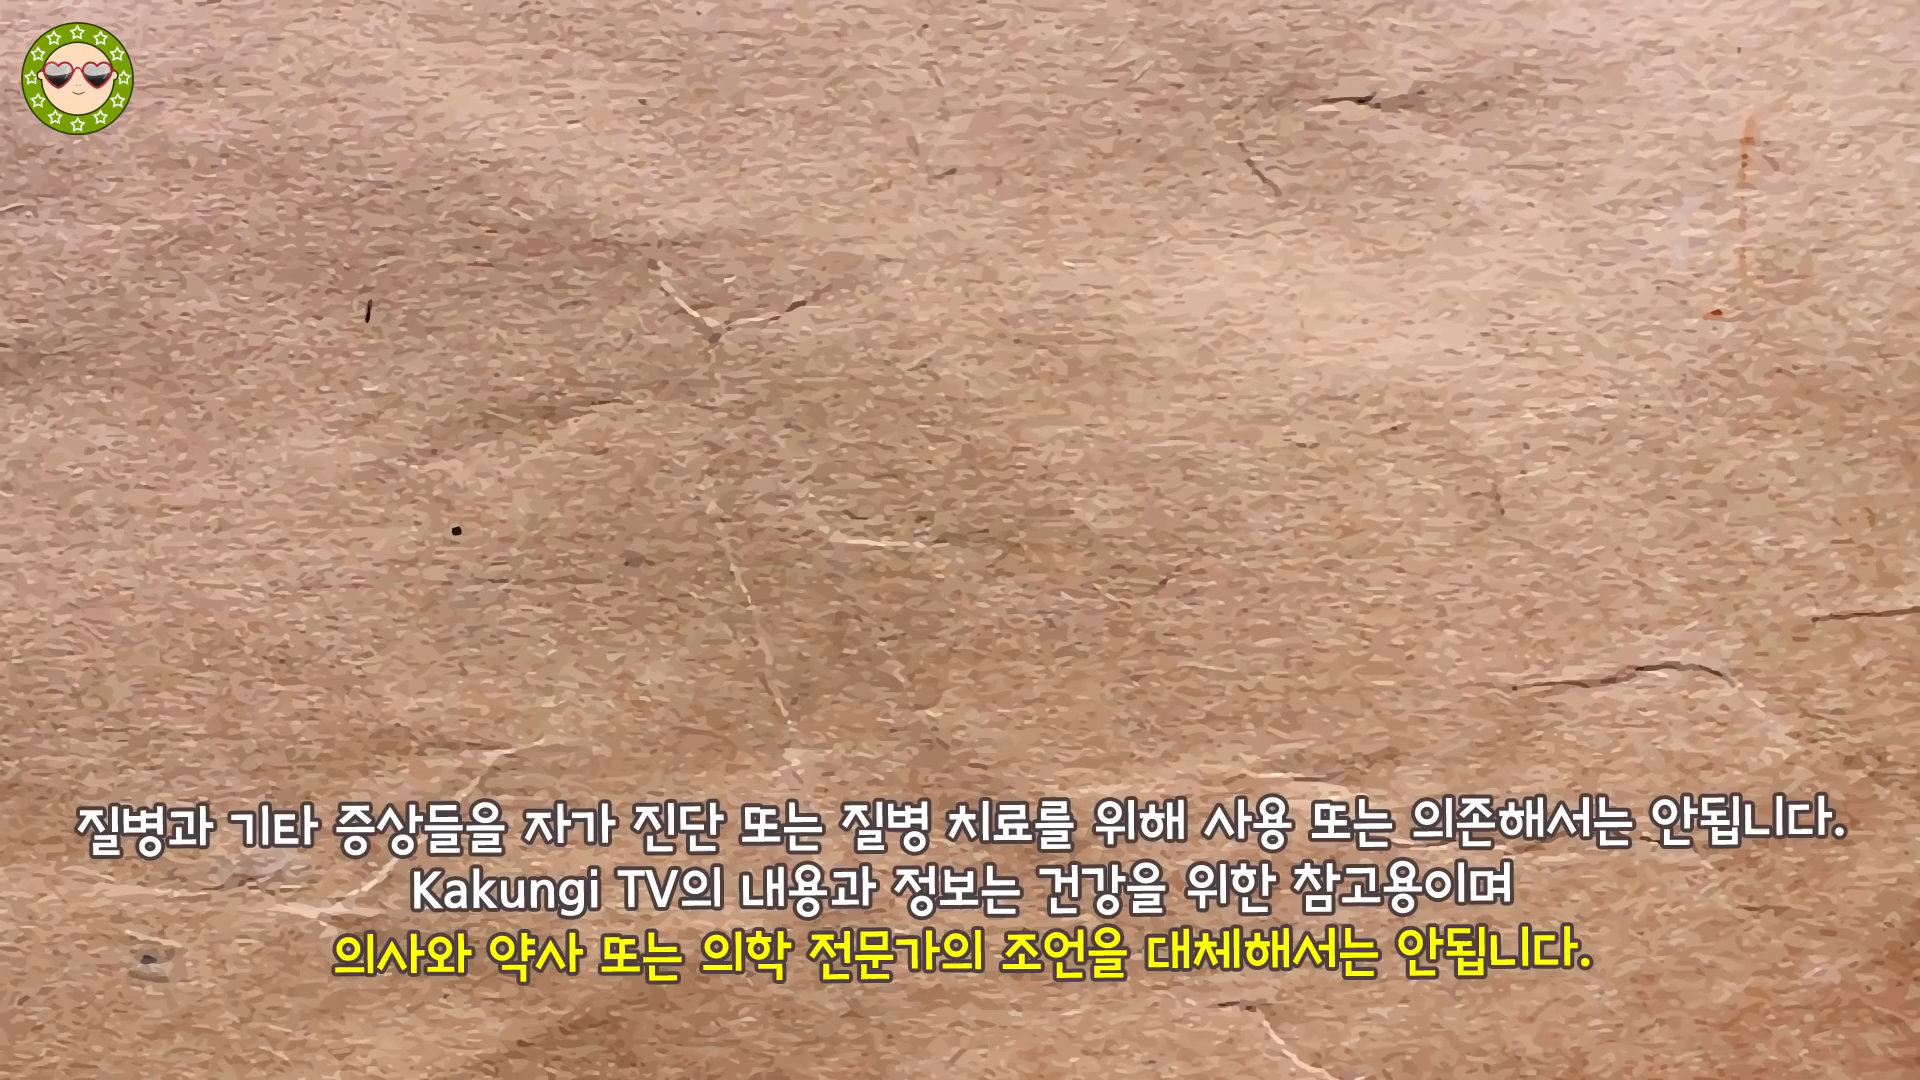 질병과 기타 증상들을 자가 진단 또는 질병 치료를 위해 사용 또는 의존해서는 안됩니다.
Kakungi TV의 내용과 정보는 건강을 위한 참고용이며
의사와 약사 또는 의학 전문가의 조언을 대체해서는 안됩니다.